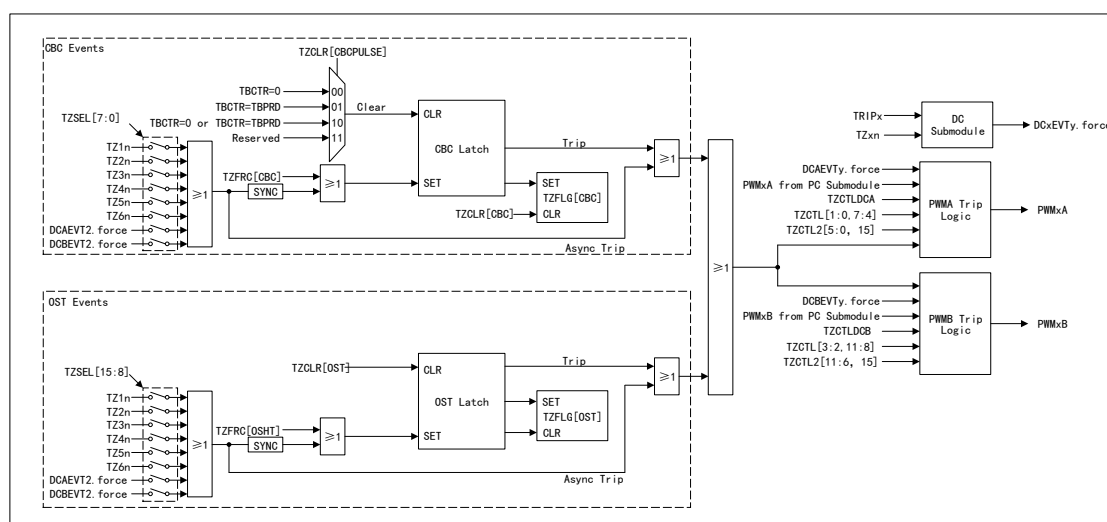 CBC Events
TZCLR[CBCPULSE]
TBCTR=0
00
TBCTR=TBPRD
01
TBCTR=0 or TBCTR=TBPRD
10
Reserved
11
Clear
TZSEL[7:0]
TZ1n
TZ2n
TZ3n
TZ4n
TZ5n
TZ6n
DCAEVT2.force
DCBEVT2.force
≥1
TZFRC[CBC]
SYNC
≥1
CLR
CBC Latch
SET
Trip
SET
TZFLG[CBC]
CLR
TZCLR[CBC]
≥1
Async Trip
OST Events
TZSEL[15:8]
TZ1n
TZ2n
TZ3n
TZ4n
TZ5n
TZ6n
DCAEVT2.force
DCBEVT2.force
≥1
TZCLR[OST]
TZFRC[OSHT]
SYNC
≥1
CLR
OST Latch
SET
Trip
SET
TZFLG[OST]
CLR
≥1
Async Trip
≥1
TRIPx
TZxn
DC
Submodule
DCxEVTy.force
DCAEVTy.force
PWMxA from PC Submodule
TZCTLDCA
TZCTL[1:0, 7:4]
TZCTL2[5:0, 15]
PWMA Trip
Logic
PWMxA
DCBEVTy.force
PWMxB from PC Submodule
TZCTLDCB
TZCTL[3:2, 11:8]
TZCTL2[11:6, 15]
PWMB Trip
Logic
PWMxB